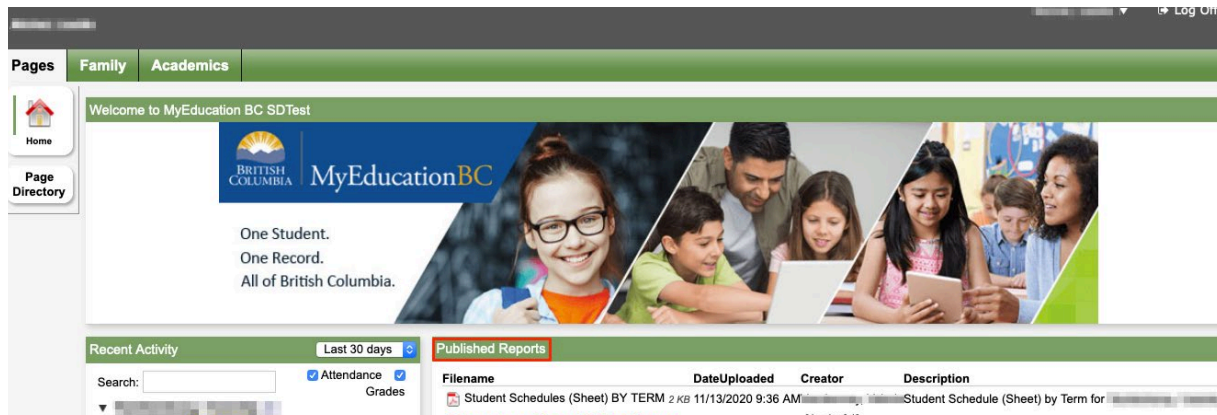 Log Off
Pages Family Academics
Home
Page
Directory
Welcome to MyEducation BC SDTest
BRITISH
COLUMBIA
MyEducationBC
One Student.
One Record.
All of British Columbia.
Recent Activity Last 30 days
Search: Attendance
Grades
Published Reports
Filename DateUploaded Creator Description
Student Schedules (Sheet) BY TERM 2 KB 11/13/2020 9:36 AM Student Schedule (Sheet) by Term for